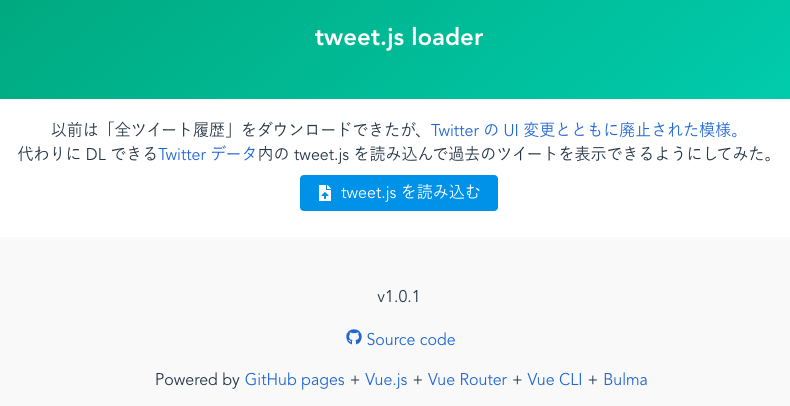 tweet.js loader
以前は「全ツイート履歴」をダウンロードできたが、Twitter の UI 変更とともに廃止された模様。
代わりに DL できるTwitter データ内の tweet.js を読み込んで過去のツイートを表示できるようにしてみた。
tweet.js を読み込む
v1.0.1
Source code
Powered by GitHub pages + Vue.js + Vue Router + Vue CLI + Bulma